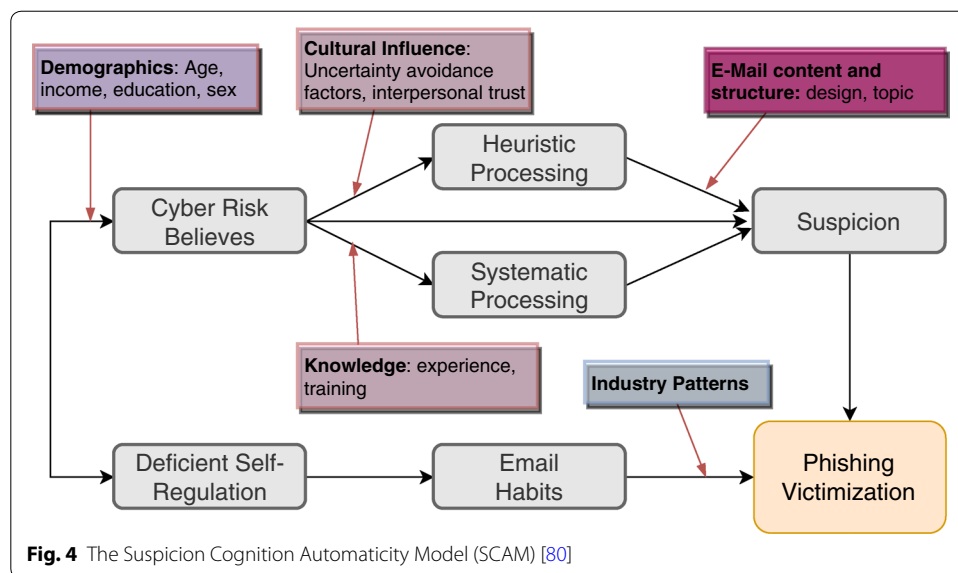 Demographics: Age,
income, education, sex
Cultural Influence:
Uncertainty avoidance
factors, interpersonal trust
E-Mail content and
structure: design, topic
Heuristic
Processing
Cyber Risk
Believes
Suspicion
Systematic
Processing
Knowledge: experience,
training
Industry Patterns
Deficient Self-
Regulation
Email
Habits
Phishing
Victimization
Fig. 4 The Suspicion Cognition Automaticity Model (SCAM) [80]